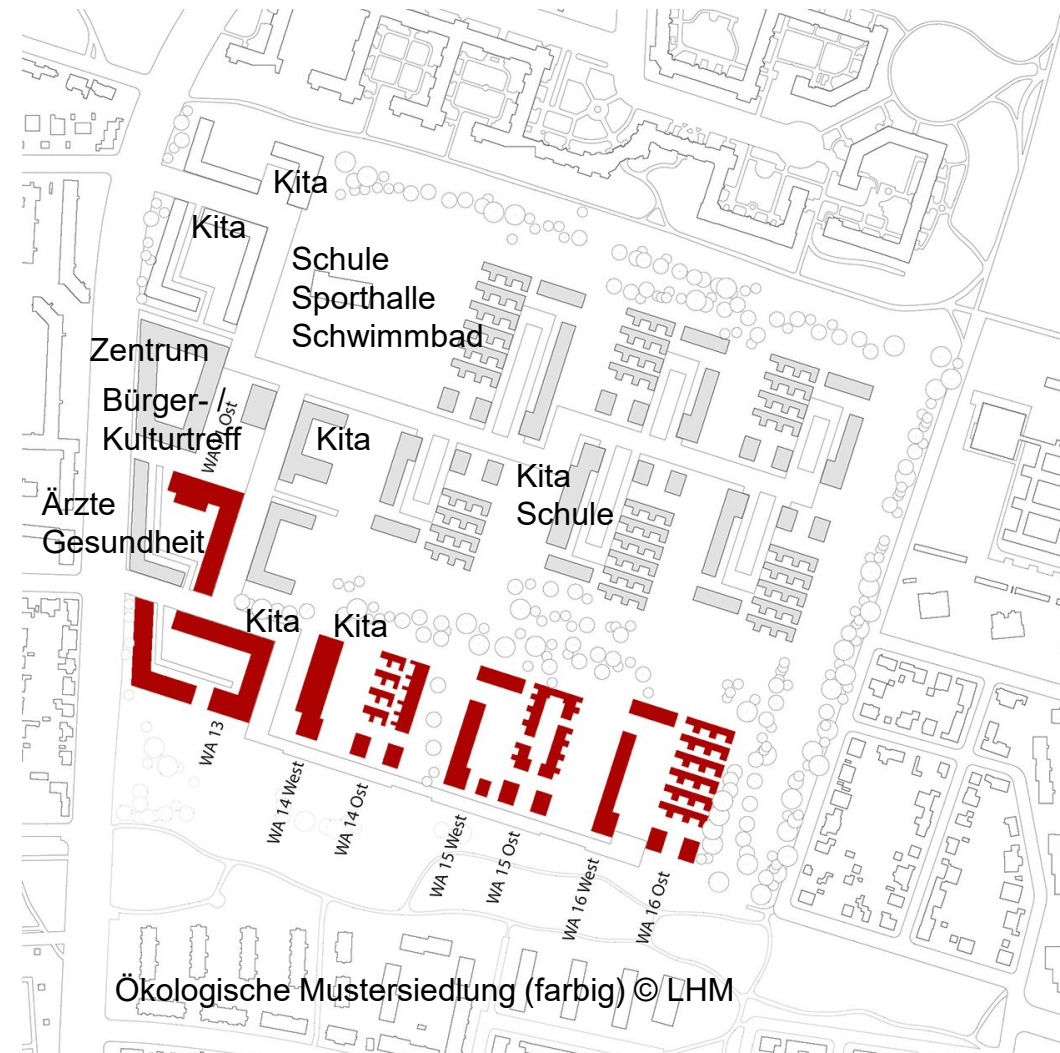 Kita
Kita
Schule
Sporthalle
Schwimmbad
Zentrum
Bürger- /
Kulturtreff
WA Ost
Kita
Kita
Schule
Ärzte
Gesundheit
Kita
Kita
WA 13
WA 14 West
WA 14 Ost
WA 15 West
WA 15 Ost
WA 16 West
WA 16 Ost
Ökologische Mustersiedlung (farbig) © LHM